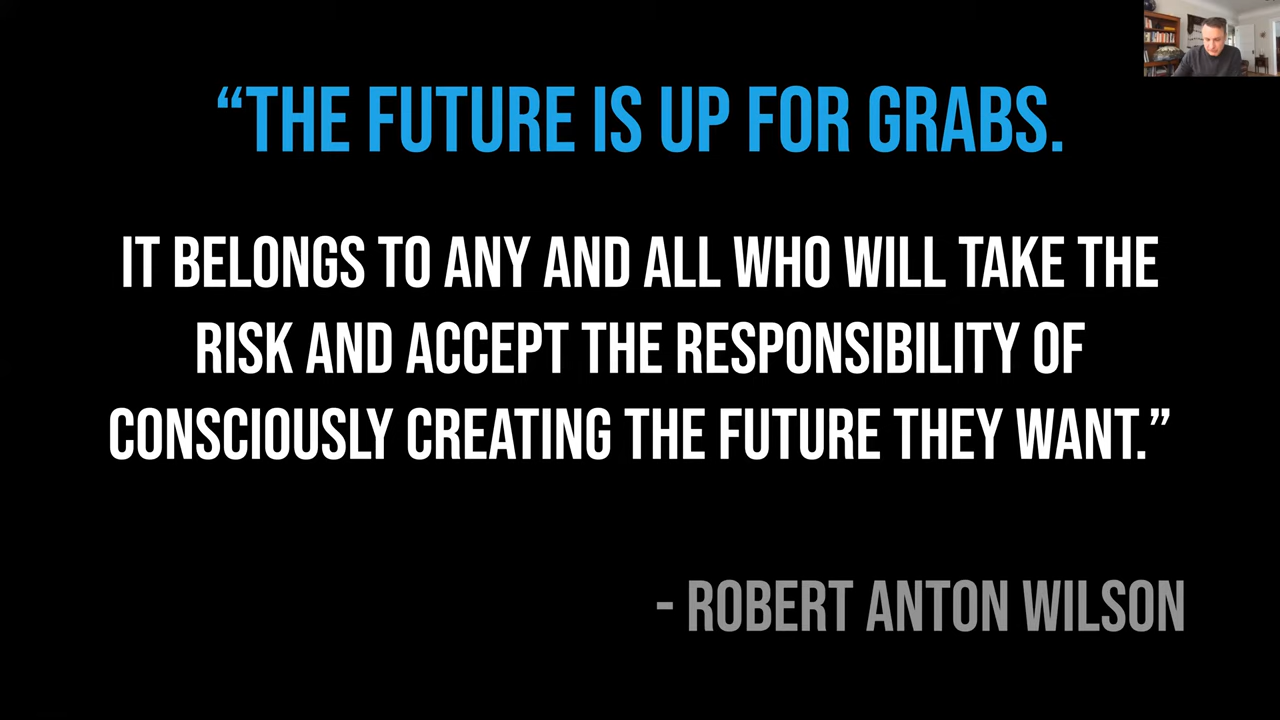 “THE FUTURE IS UP FOR GRABS.
IT BELONGS TO ANY AND ALL WHO WILL TAKE THE
RISK AND ACCEPT THE RESPONSIBILITY OF
CONSCIOUSLY CREATING THE FUTURE THEY WANT.”
- ROBERT ANTON WILSON